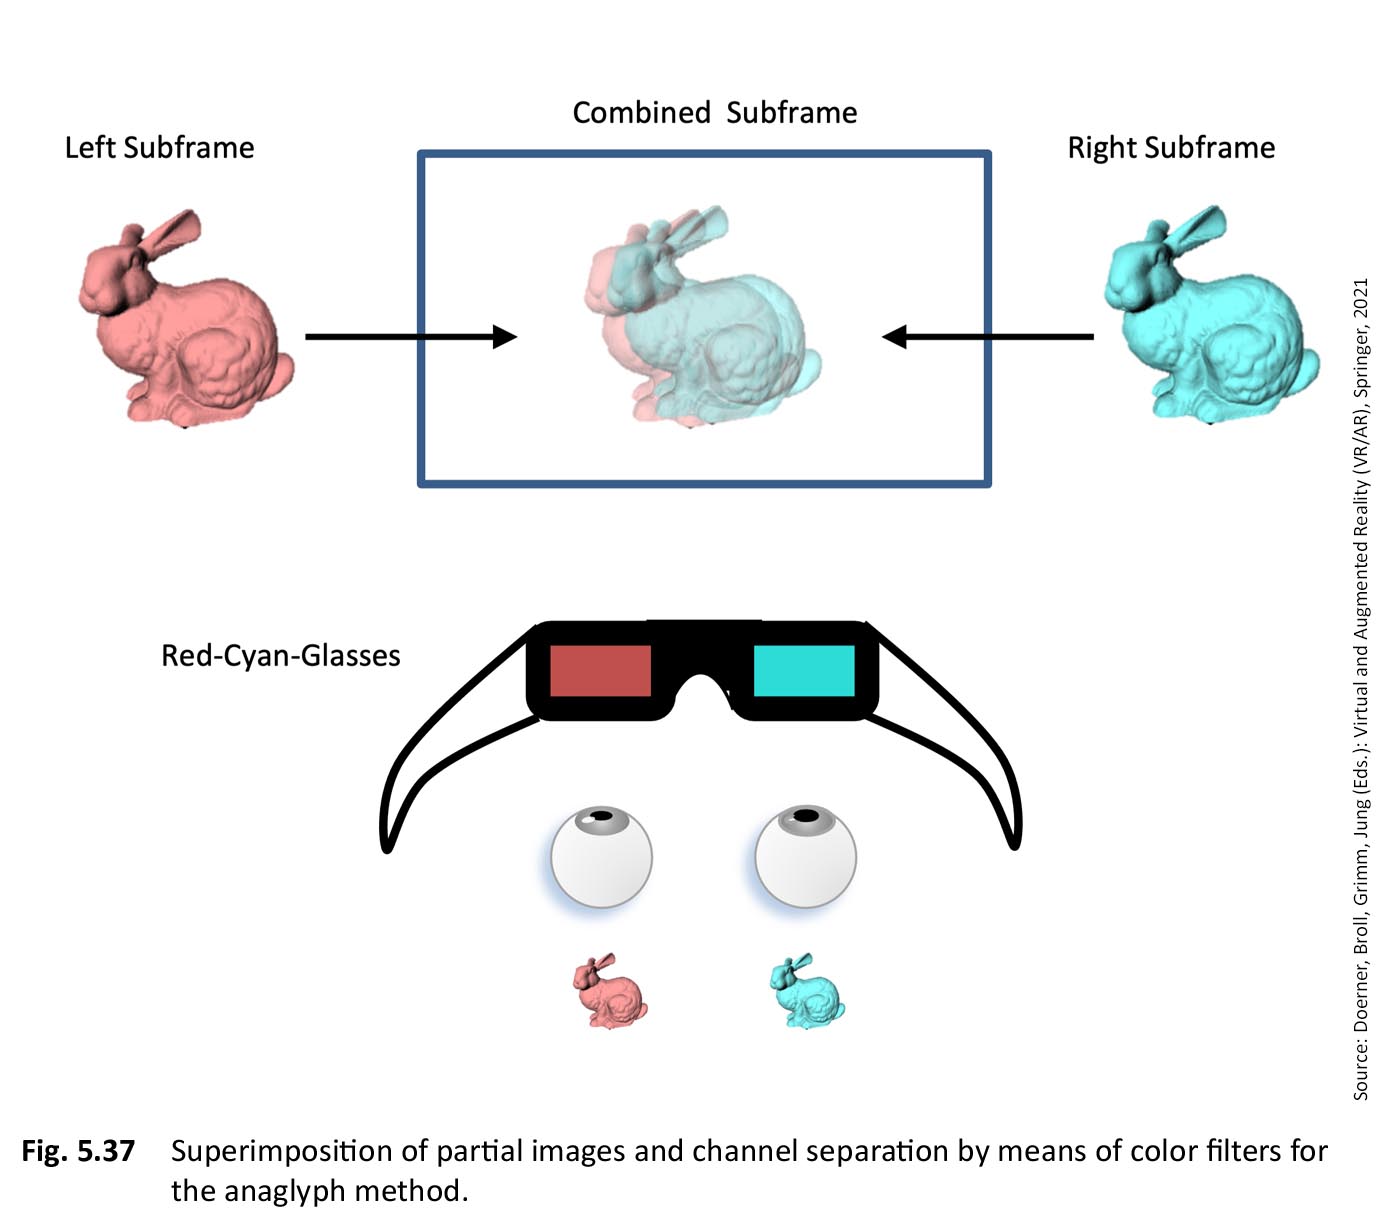 Combined Subframe
Left Subframe
Right Subframe
Red-Cyan-Glasses
Source: Doerner, Broll, Grimm, Jung (Eds.): Virtual and Augmented Reality (VR/AR), Springer, 2021
Fig. 5.37 Superimposition of partial images and channel separation by means of color filters for
the anaglyph method.